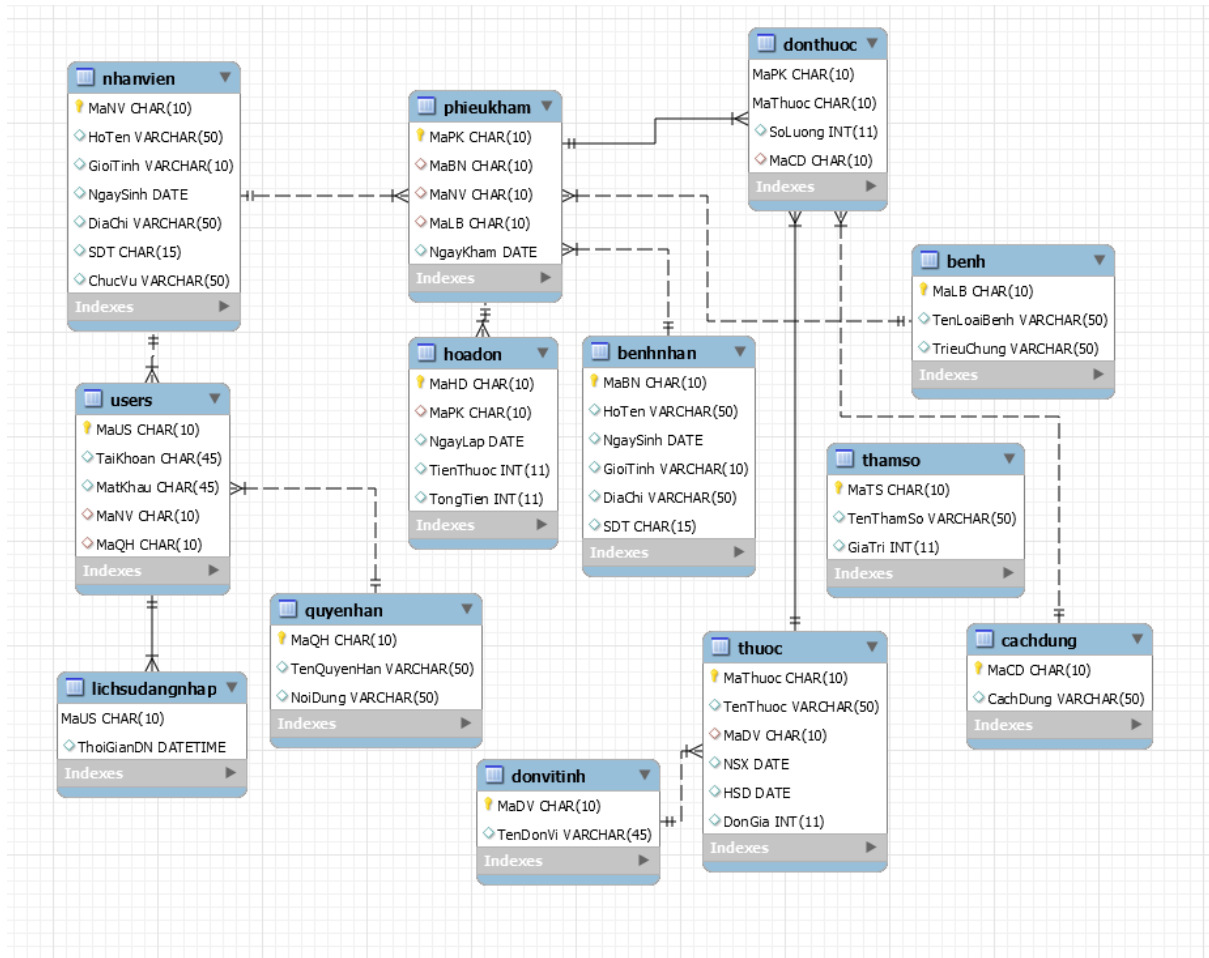 nhanvien
MaNV CHAR(10)
HoTen VARCHAR(50)
GioiTinh VARCHAR(10)
NgaySinh DATE
DiaChi VARCHAR(50)
SDT CHAR(15)
ChucVu VARCHAR(50)
Indexes
phieukham
MaPK CHAR(10)
MaBN CHAR(10)
MaNV CHAR(10)
MaLB CHAR(10)
NgayKham DATE
Indexes
donthuoc
MaPK CHAR(10)
MaThuoc CHAR(10)
SoLuong INT(11)
MaCD CHAR(10)
Indexes
benh
MaLB CHAR(10)
TenLoaiBenh VARCHAR(50)
TrieuChung VARCHAR(50)
Indexes
users
MaUS CHAR(10)
TaiKhoan CHAR(45)
MatKhau CHAR(45)
MaNV CHAR(10)
MaQH CHAR(10)
Indexes
hoadon
MaHD CHAR(10)
MaPK CHAR(10)
NgayLap DATE
TienThuoc INT(11)
TongTien INT(11)
Indexes
benhnhan
MaBN CHAR(10)
HoTen VARCHAR(50)
NgaySinh DATE
GioiTinh VARCHAR(10)
DiaChi VARCHAR(50)
SDT CHAR(15)
Indexes
thamso
MaTS CHAR(10)
TenThamSo VARCHAR(50)
GiaTri INT(11)
Indexes
quyenhan
MaQH CHAR(10)
TenQuyenHan VARCHAR(50)
NoiDung VARCHAR(50)
Indexes
lichsudangnhap
MaUS CHAR(10)
ThoiGianDN DATETIME
Indexes
thuoc
MaThuoc CHAR(10)
TenThuoc VARCHAR(50)
MaDV CHAR(10)
NSX DATE
HSD DATE
DonGia INT(11)
Indexes
cachdung
MaCD CHAR(10)
CachDung VARCHAR(50)
Indexes
donvitinh
MaDV CHAR(10)
TenDonVi VARCHAR(45)
Indexes